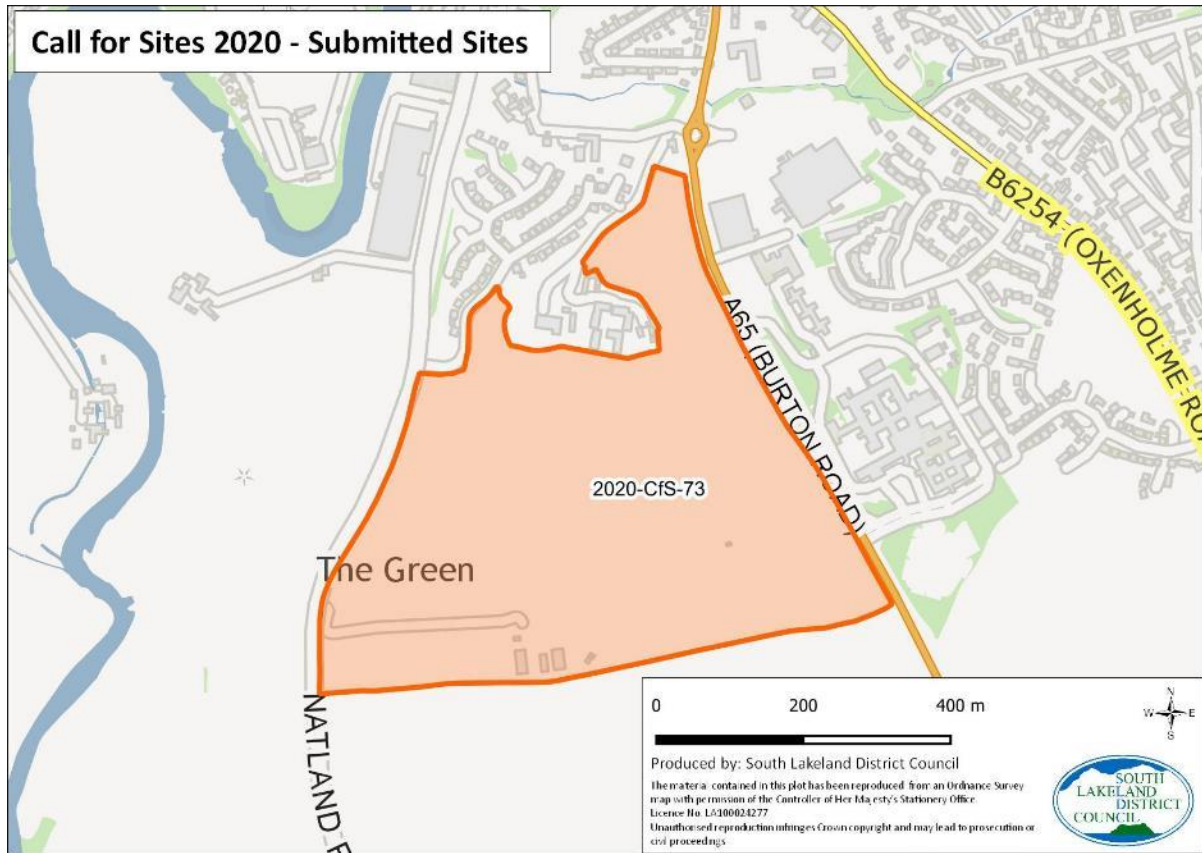 Call for Sites 2020 - Submitted Sites
B6254 (OXENHOLME ROA
A65 (BURTON ROAD)
2020-CfS-73
The Green
NATLAND R
0 200 400 m
N
W E
S
Produced by: South Lakeland District Council
The material contained in this plot has been reproduced from an Ordnance Survey
map with permission of the Controller of Her Majesty's Stationery Office.
Licence No. LA100024277
Unauthorised reproduction infringes Crown copyright and may lead to prosecution or
civil proceedings
SOUTH
LAKELAND
DISTRICT
COUNCIL